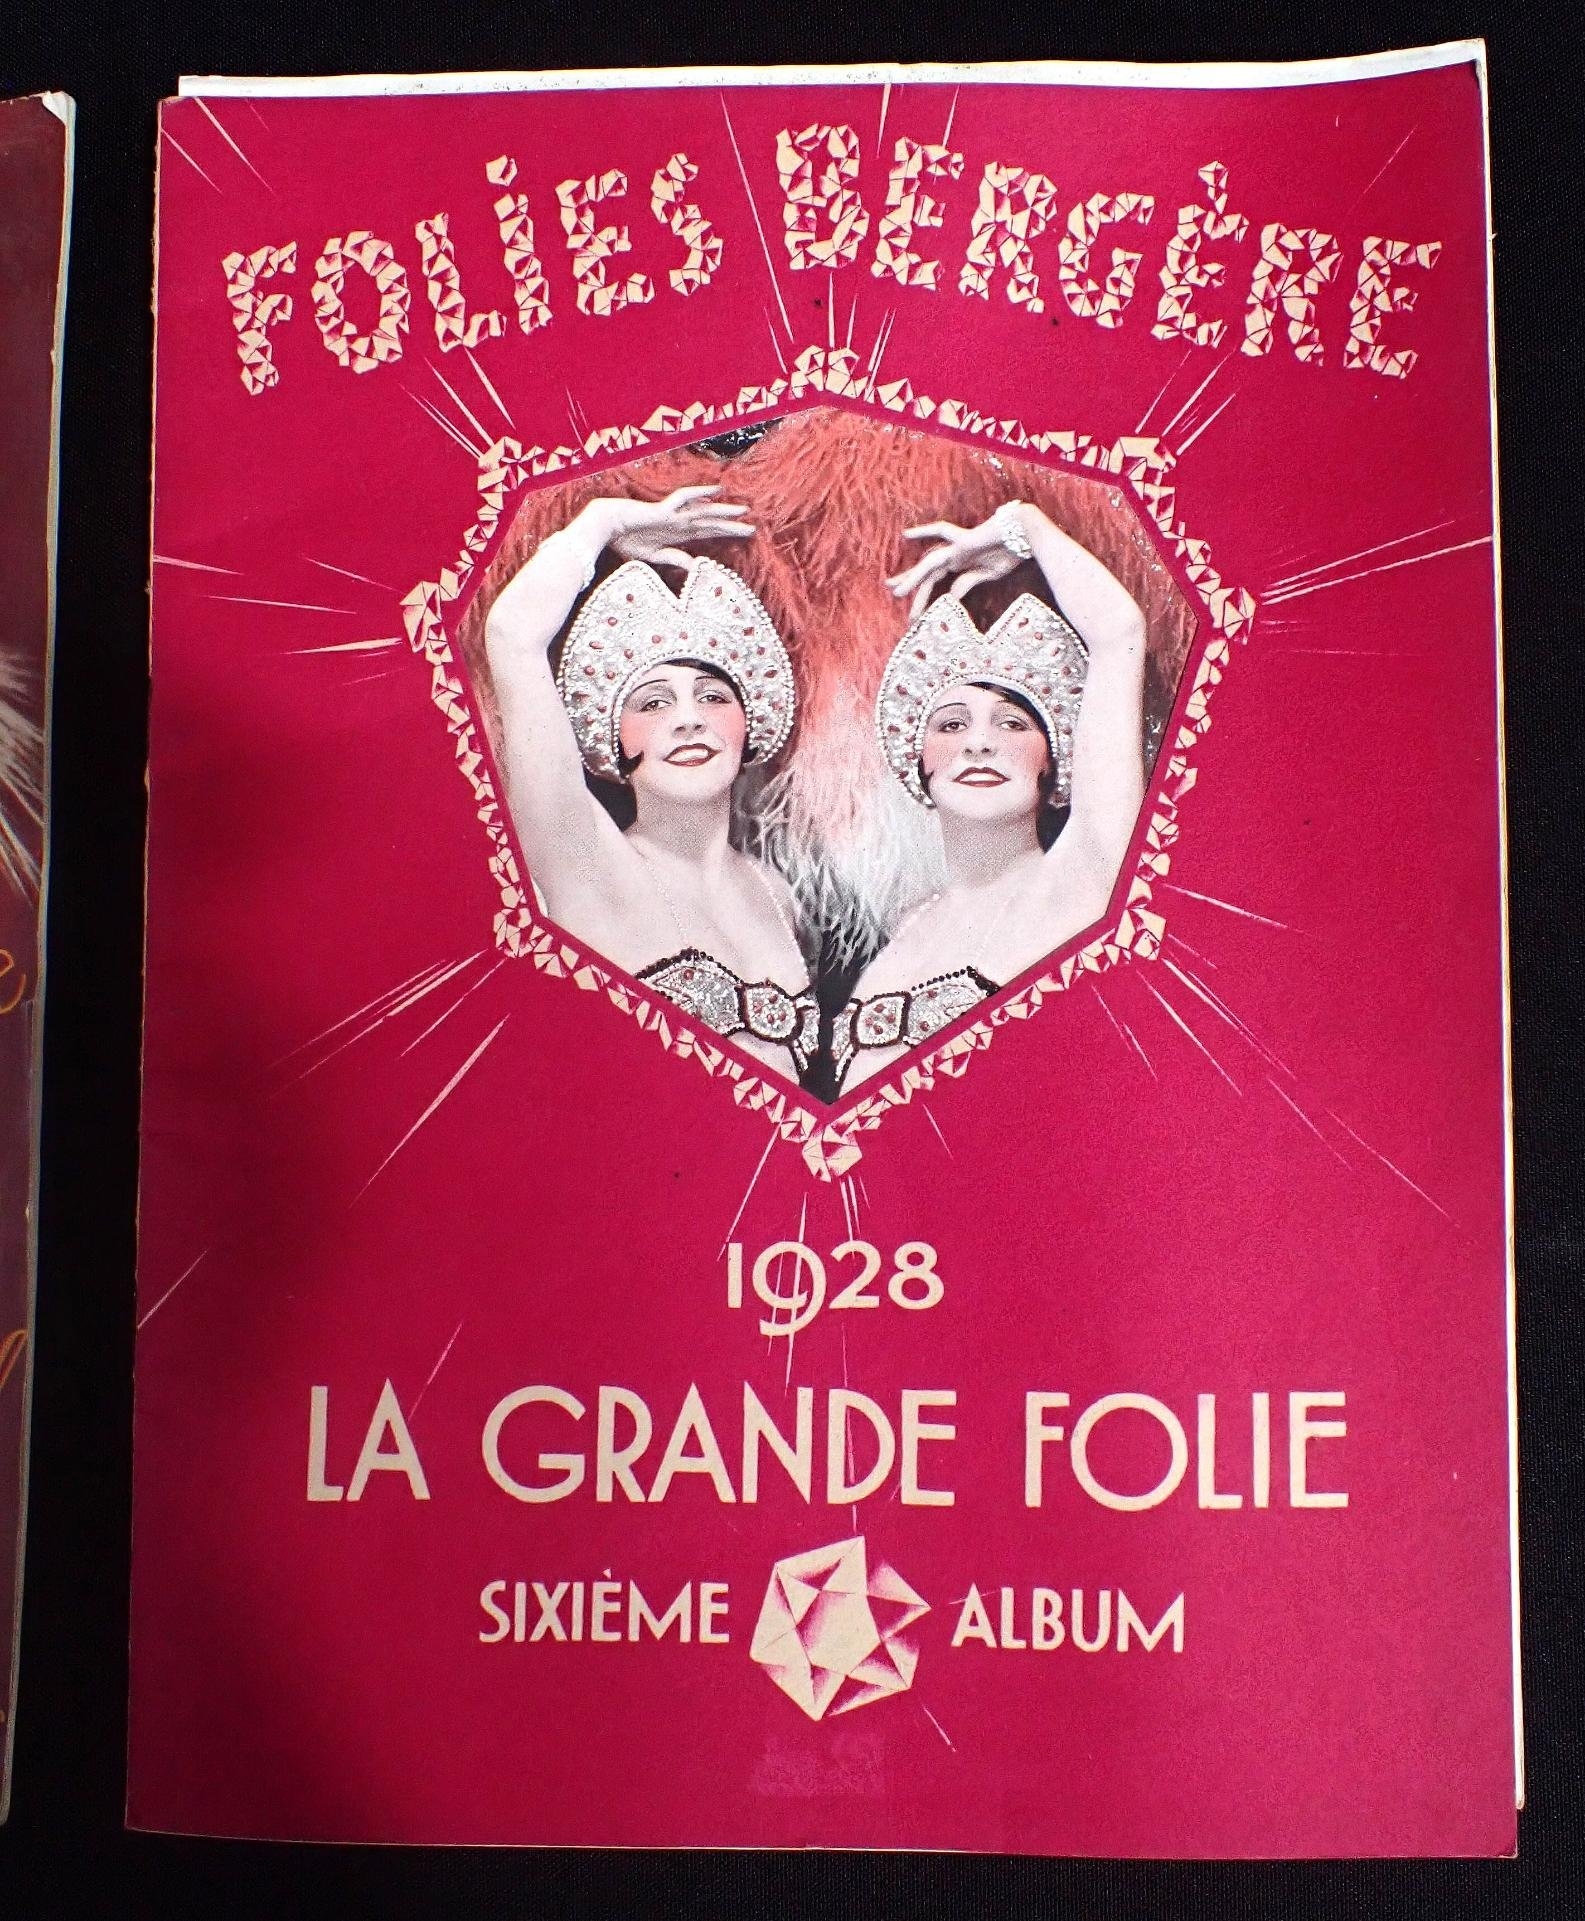 FOLIES BERGÈRE
1928
LA GRANDE FOLIE
SIXIÈME ALBUM
e